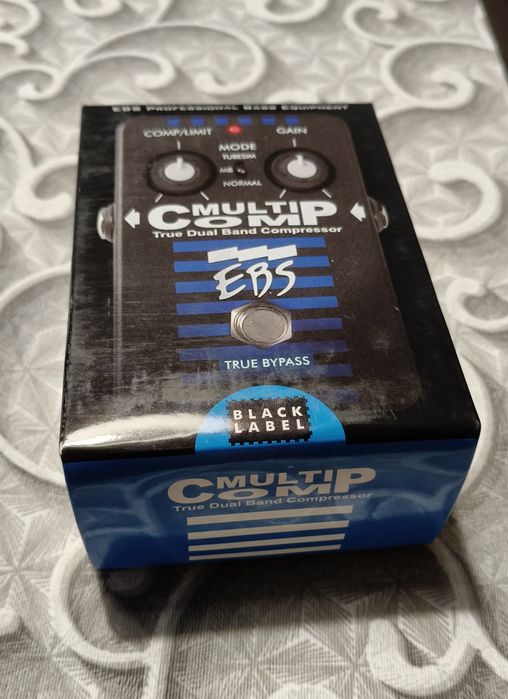 EBS Professional Bass Equipment
COMP/LIMIT GAIN
MODE
TUBESIM
MB
NORMAL
MULTI
COMP
True Dual Band Compressor
EBS
TRUE BYPASS
BLACK
LABEL
MULTI
COMP
True Dual Band Compressor